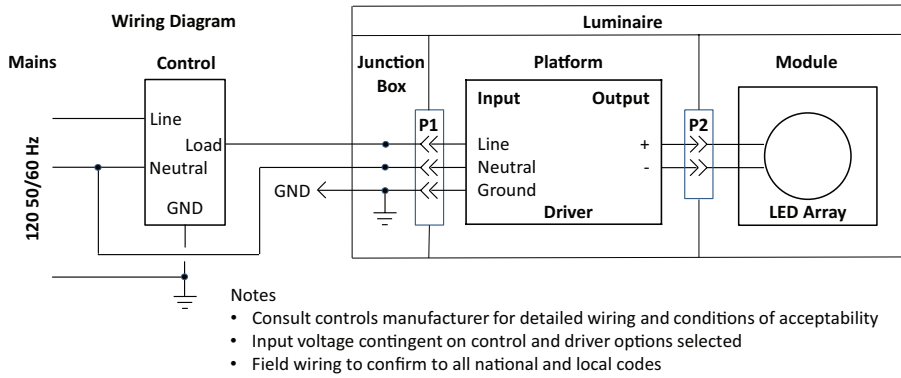 Wiring Diagram
Luminaire
Mains
Control
Junction
Box
Platform
Module
Input
Output
P1
P2
Line
Load
Neutral
GND
120 50/60 Hz
GND
Line
Neutral
Ground
+
-
Driver
LED Array
Notes
• Consult controls manufacturer for detailed wiring and conditions of acceptability
• Input voltage contingent on control and driver options selected
• Field wiring to confirm to all national and local codes